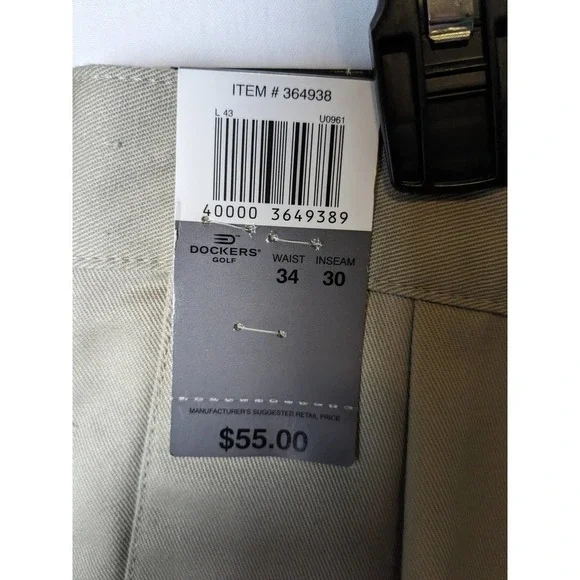 ITEM # 364938
L 43 U0961
40000 3649389
DOCKERS®
GOLF
WAIST INSEAM
34 30
MANUFACTURER'S SUGGESTED RETAIL PRICE
$55.00